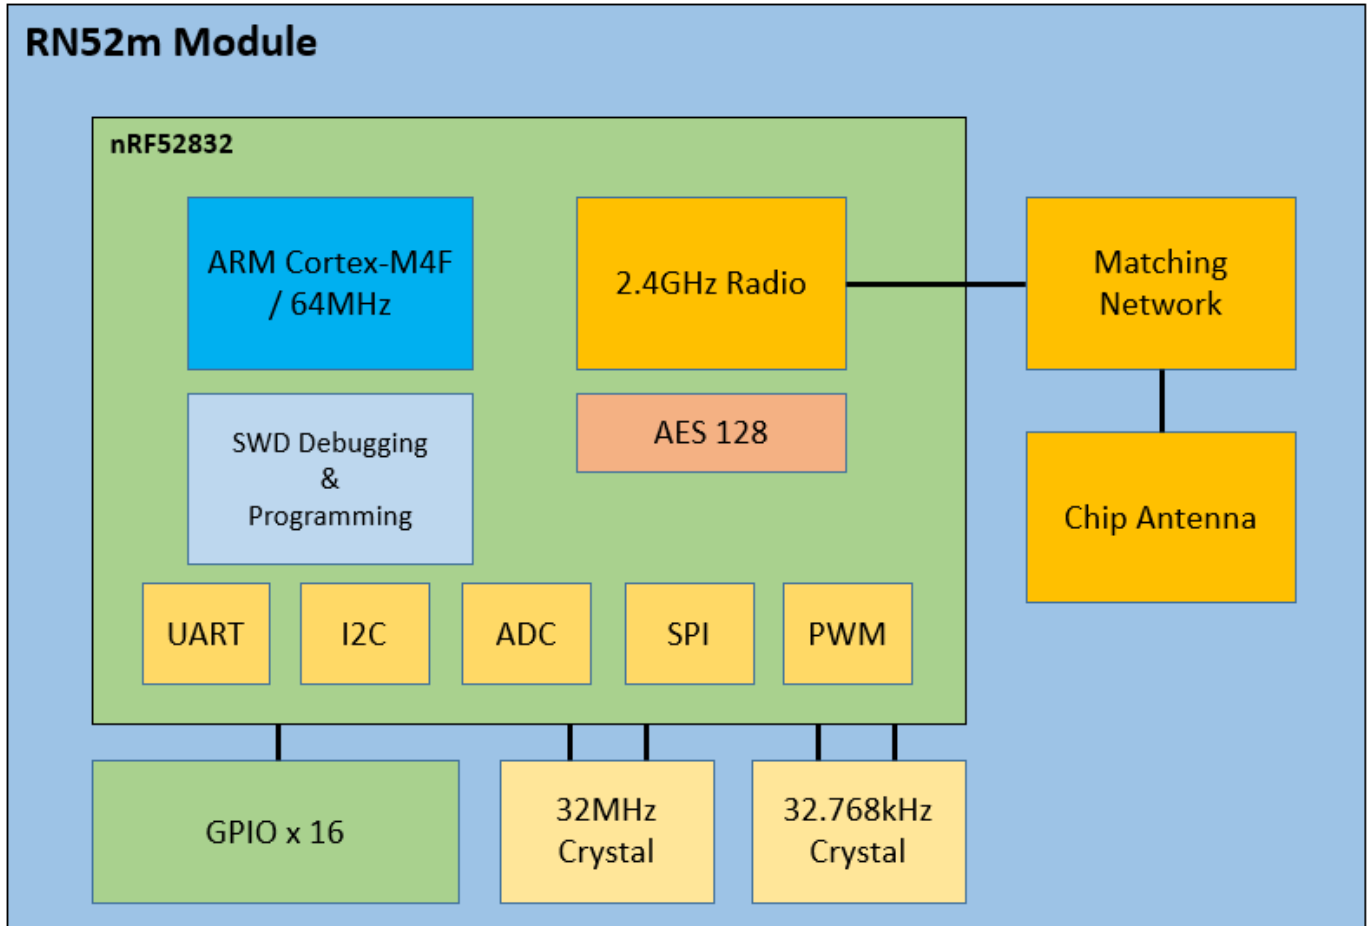 RN52m Module
nRF52832
ARM Cortex-M4F
/ 64MHz
2.4GHz Radio
Matching
Network
SWD Debugging
&
Programming
AES 128
Chip Antenna
UART
I2C
ADC
SPI
PWM
GPIO x 16
32MHz
Crystal
32.768kHz
Crystal